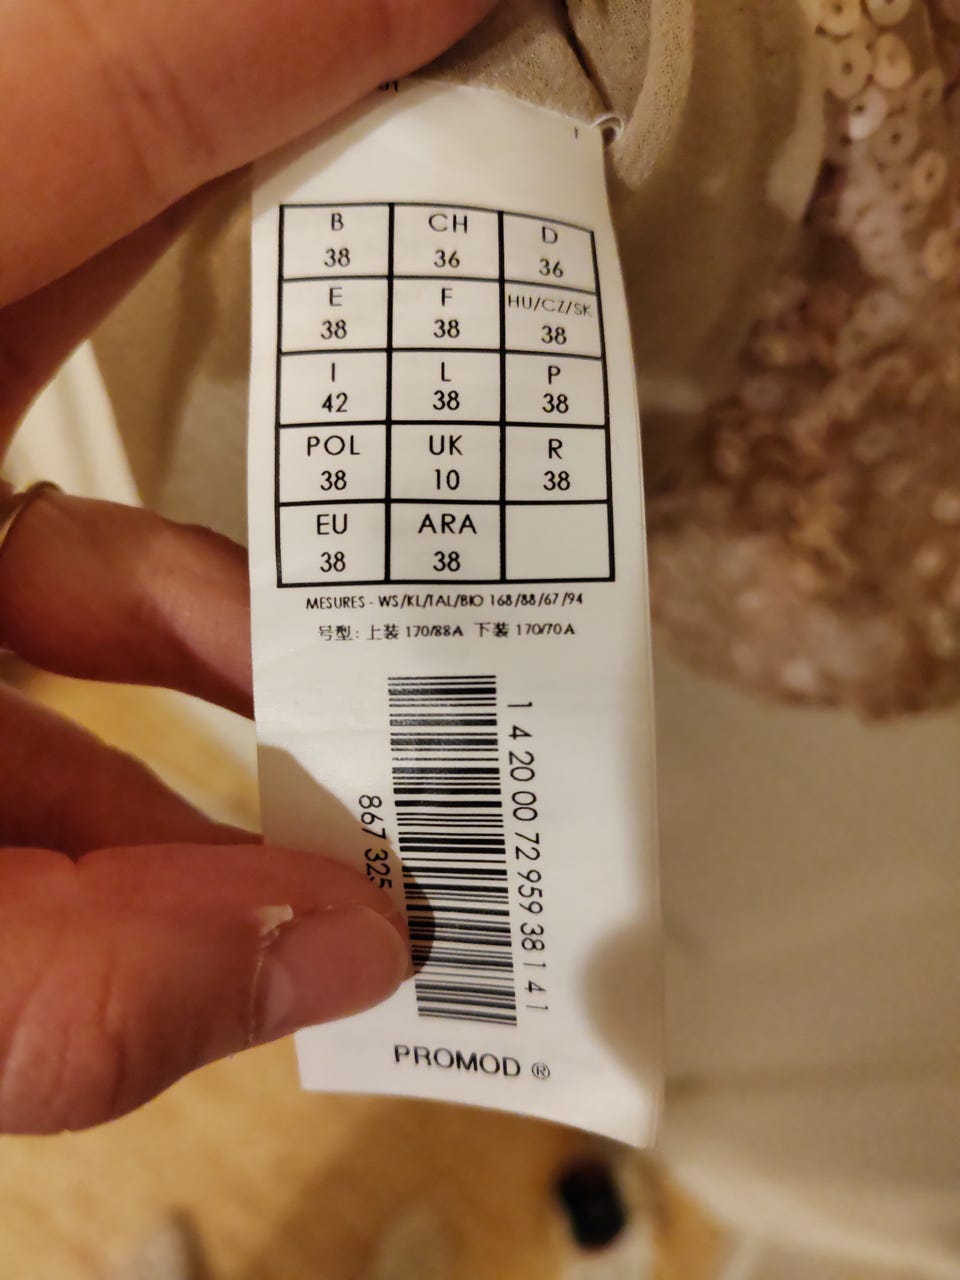 B CH D
38 36 36
E F HU/CZ/SK
38 38 38
I L P
42 38 38
POL UK R
38 10 38
EU ARA
38 38
MESURES - WS/KL/TAL/BIO 168/88/67/94
号型: 上装 170/88A 下装 170/70A
1 4 20 00 72 959 38 1 4 1
867 325
PROMOD ®